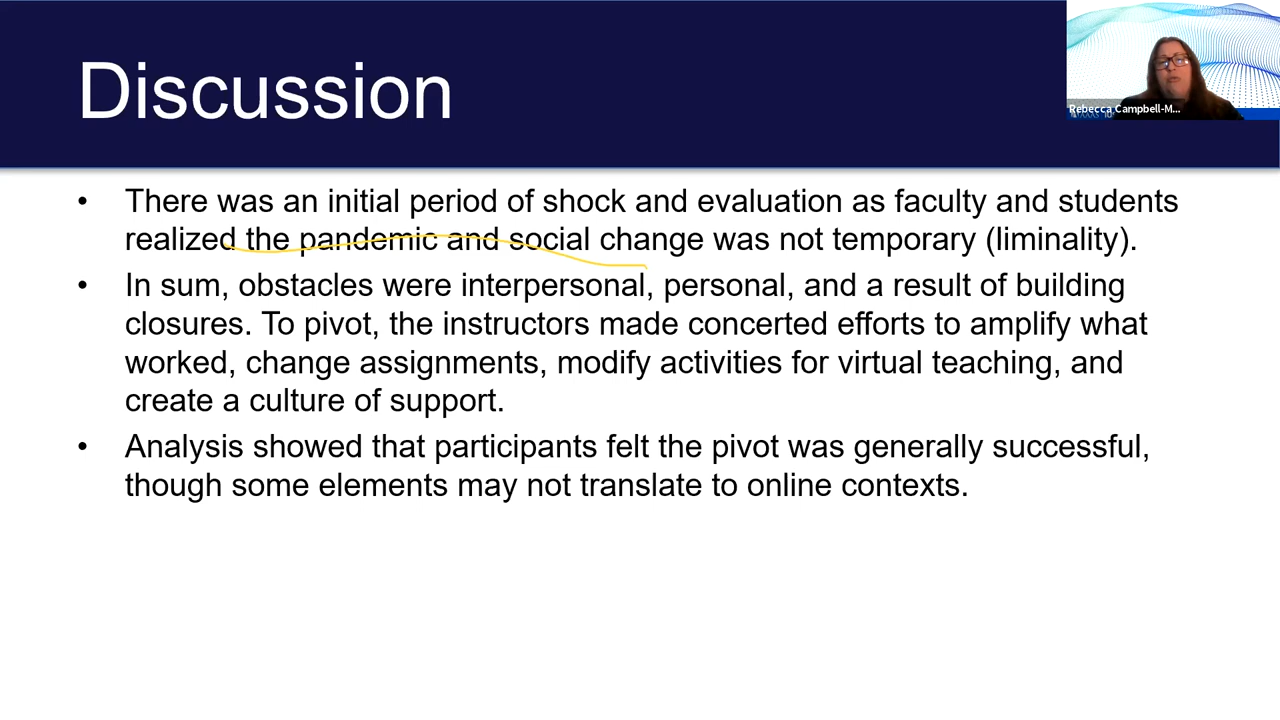 Discussion
Rebecca Campbell-M...
• There was an initial period of shock and evaluation as faculty and students
realized the pandemic and social change was not temporary (liminality).
• In sum, obstacles were interpersonal, personal, and a result of building
closures. To pivot, the instructors made concerted efforts to amplify what
worked, change assignments, modify activities for virtual teaching, and
create a culture of support.
• Analysis showed that participants felt the pivot was generally successful,
though some elements may not translate to online contexts.